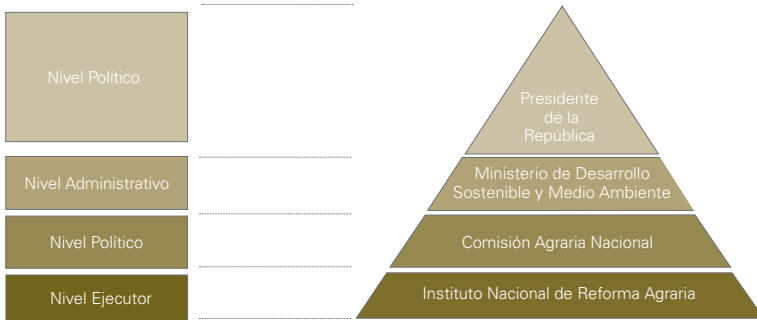 Nivel Político
Presidente
de la
República
Nivel Administrativo
Ministerio de Desarrollo
Sostenible y Medio Ambiente
Nivel Político
Comisión Agraria Nacional
Nivel Ejecutor
Instituto Nacional de Reforma Agraria